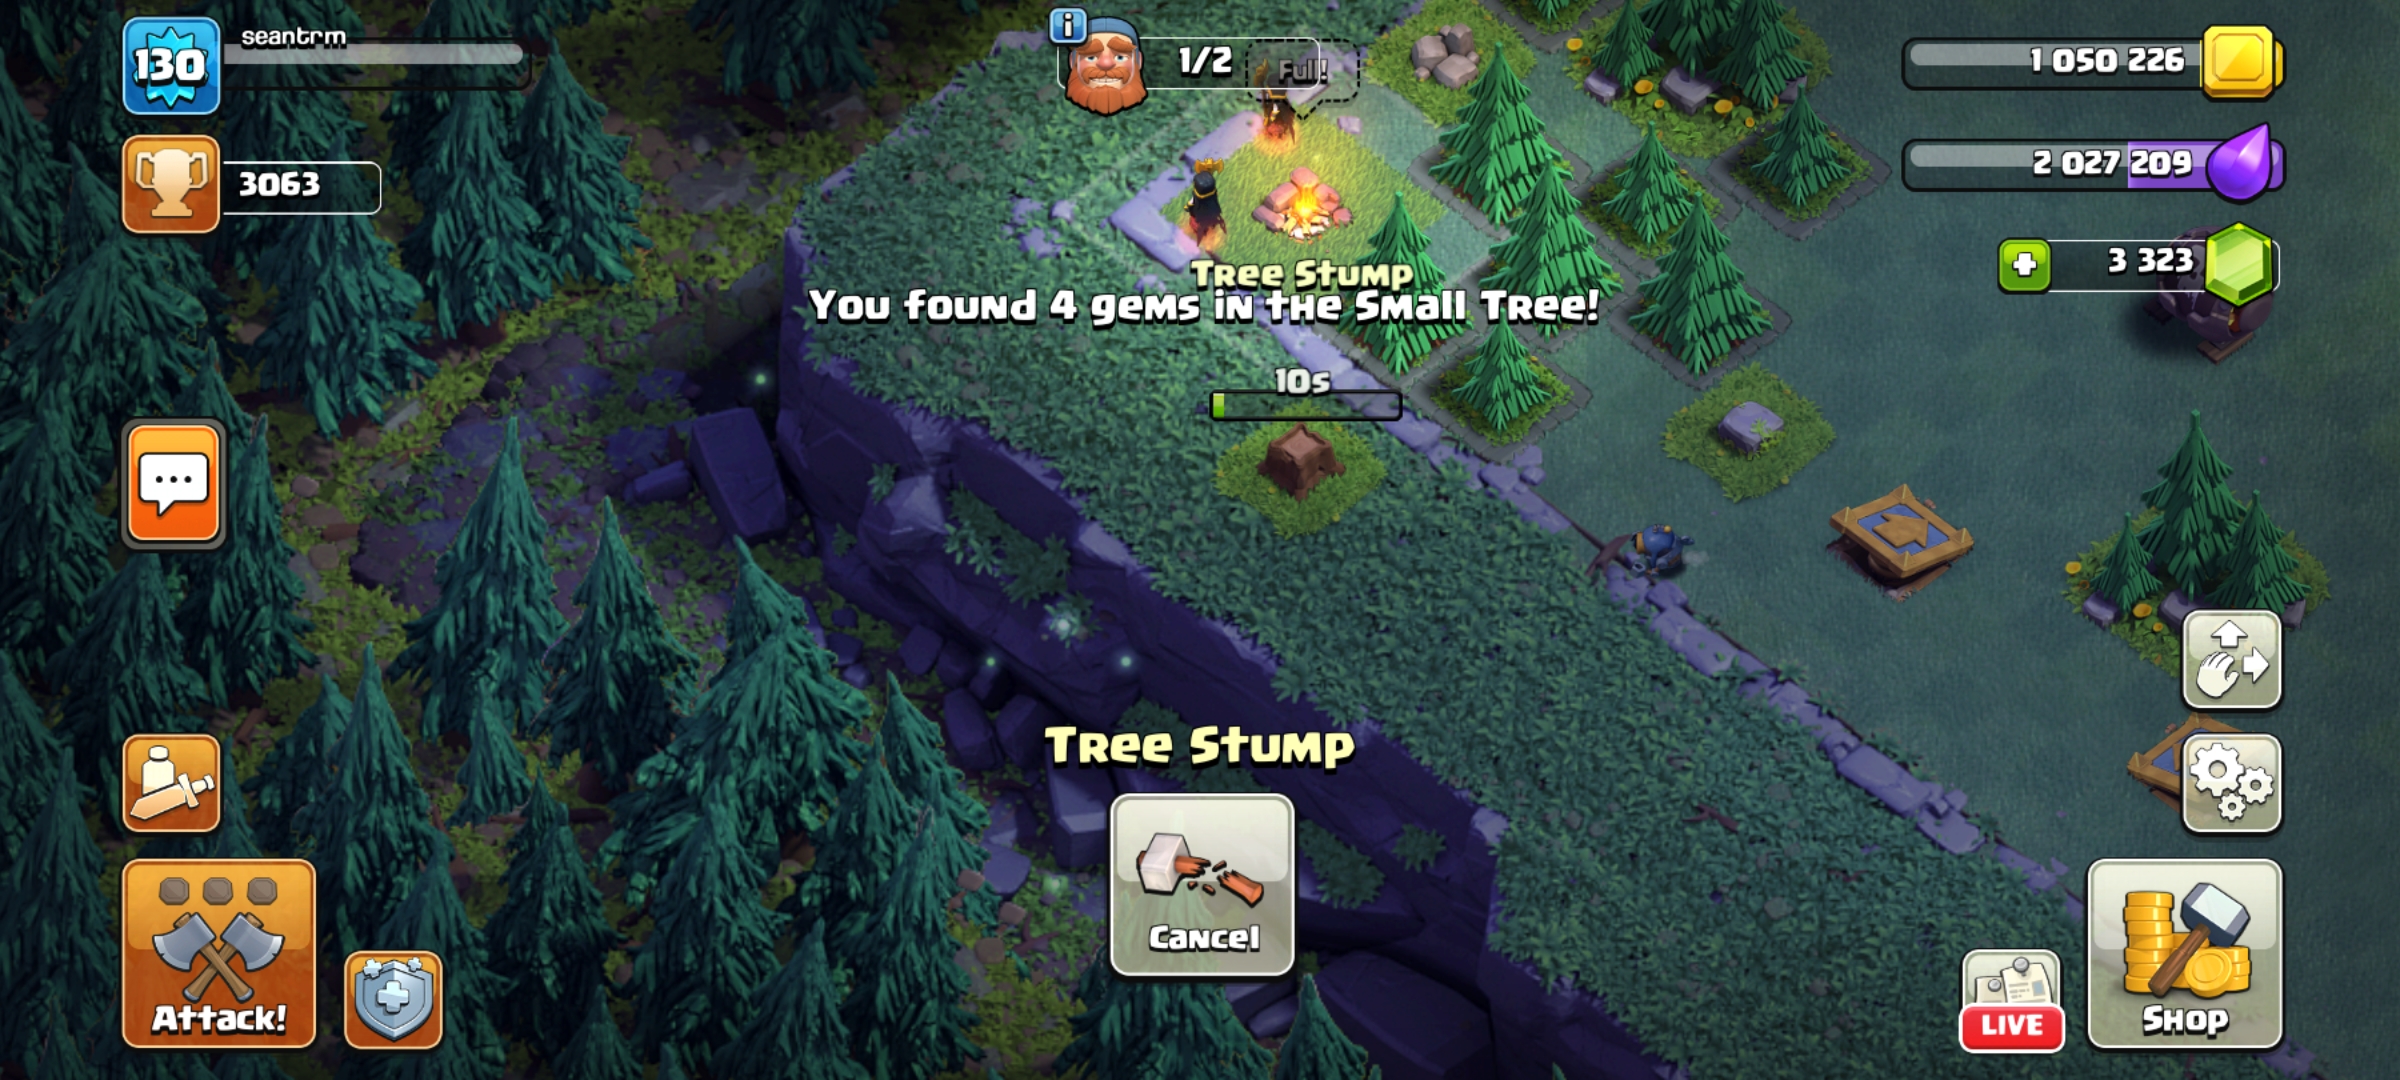 130
seantrm
i
1/2
Full!
1 050 226
3063
2 027 209
3 323
Tree Stump
You found 4 gems in the Small Tree!
10s
Tree Stump
Cancel
Attack!
LIVE
Shop